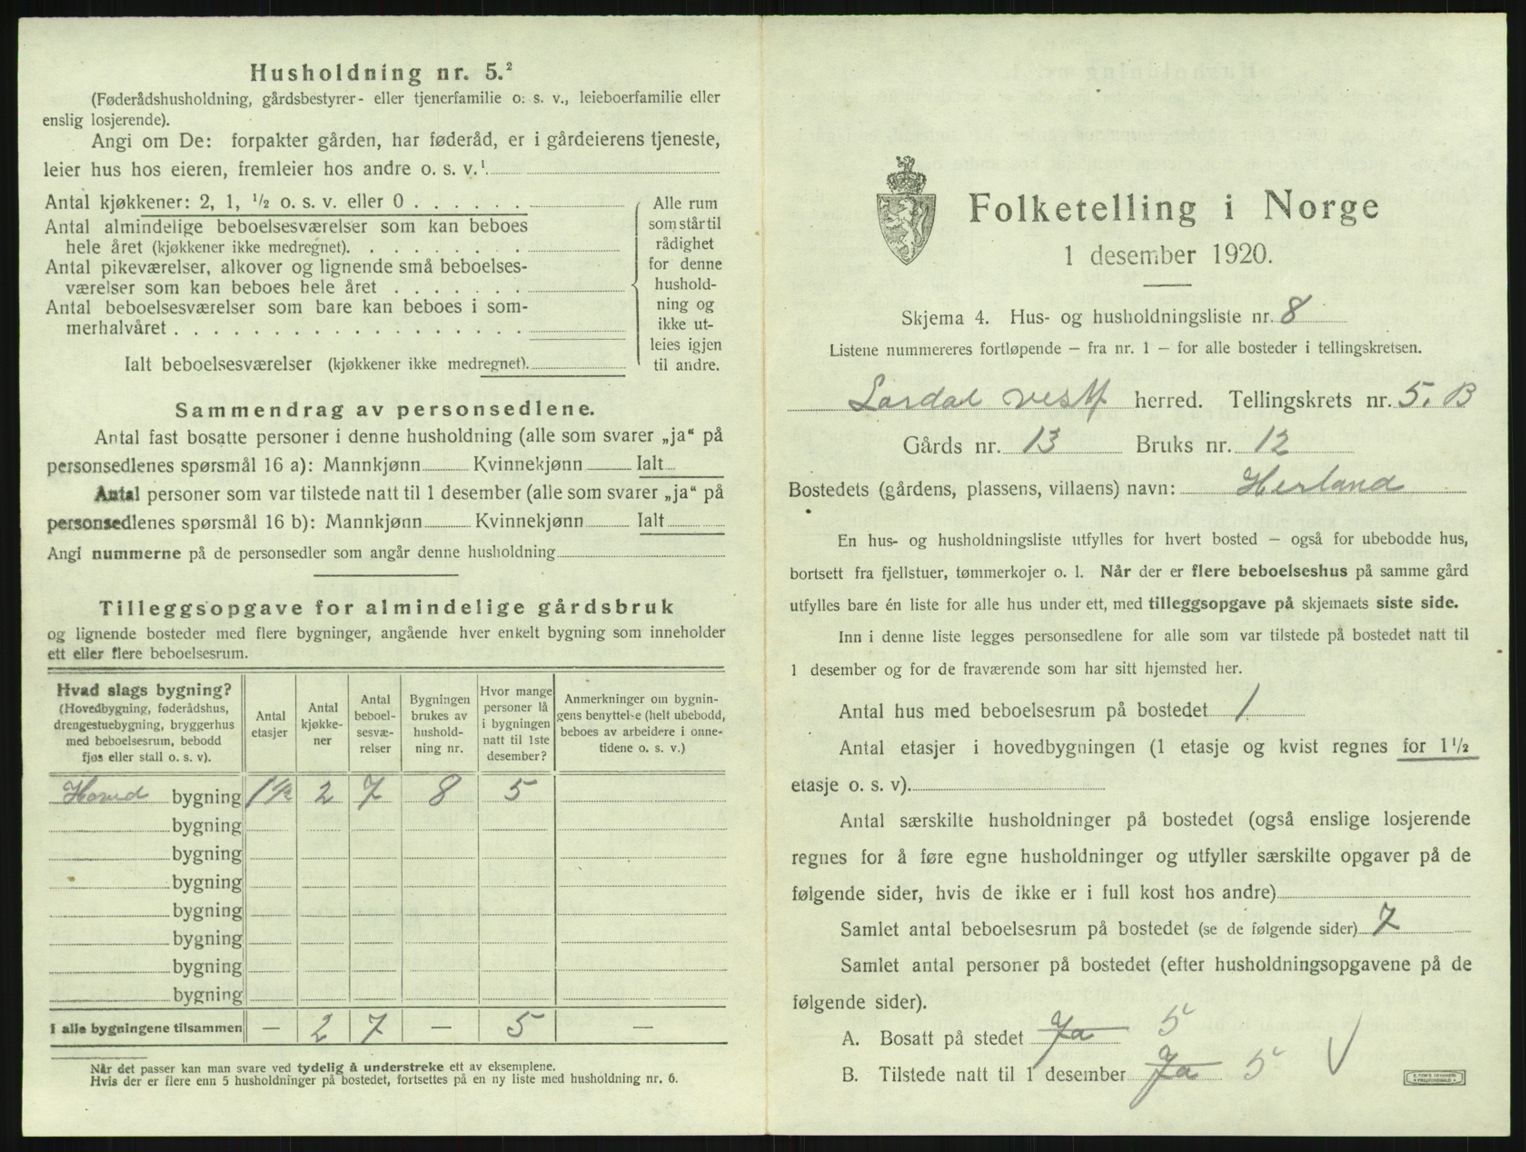 Husholdning nr. 5.²
(Føderådshusholdning, gårdsbestyrer- eller tjenerfamilie o. s. v., leieboerfamilie eller
enslig losjerende).
Angi om De: forpakter gården, har føderåd, er i gårdeierens tjeneste,
leier hus hos eieren, fremleier hos andre o. s. v.¹
Antal kjøkkener: 2, 1, ½ o. s. v. eller 0 . . . . . .
Antal almindelige beboelsesværelser som kan beboes
hele året (kjøkkener ikke medregnet). . . . . . . . .
Antal pikeværelser, alkover og lignende små beboelses-
værelser som kan beboes hele året . . . . . . .
Antal beboelsesværelser som bare kan beboes i som-
merhalvåret . . . . . . . . . . . . . . . . . .
Ialt beboelsesværelser (kjøkkener ikke medregnet).
Alle rum
som står til
rådighet
for denne
hushold-
ning og
ikke ut-
leies igjen
til andre.
Sammendrag av personsedlene.
Antal fast bosatte personer i denne husholdning (alle som svarer „ja“ på
personsedlenes spørsmål 16 a): Mannkjønn Kvinnekjønn Ialt
Antal personer som var tilstede natt til 1 desember (alle som svarer „ja“ på
personsedlenes spørsmål 16 b): Mannkjønn Kvinnekjønn Ialt
Angi nummerne på de personsedler som angår denne husholdning
Tilleggsopgave for almindelige gårdsbruk
og lignende bosteder med flere bygninger, angående hver enkelt bygning som inneholder
ett eller flere beboelsesrum.
Hvad slags bygning?
(Hovedbygning, føderådshus,
drengestuebygning, bryggerhus
med beboelsesrum, bebodd
fjøs eller stall o. s. v).
Antal
etasjer
Antal
kjøkke-
ner
Antal
beboel-
sesvæ-
relser
Bygningen
brukes av
hushold-
ning nr.
Hvor mange
personer lå
i bygningen
natt til 1ste
desember?
Anmerkninger om bygnin-
gens benyttelse (helt ubebodd,
beboes av arbeidere i onne-
tidene o. s. v.)
Hoved bygning 1½ 2 7 8 5
bygning
bygning
bygning
bygning
bygning
bygning
bygning
I alle bygningene tilsammen — 2 7 — 5 —
Når det passer kan man svare ved tydelig å understreke ett av eksemplene.
Hvis der er flere enn 5 husholdninger på bostedet, fortsettes på en ny liste med husholdning nr. 6.
Folketelling i Norge
1 desember 1920.
Skjema 4. Hus- og husholdningsliste nr. 8
Listene nummereres fortløpende — fra nr. 1 — for alle bosteder i tellingskretsen.
Lardal vestf herred. Tellingskrets nr. 5. B
Gårds nr. 13 Bruks nr. 12
Bostedets (gårdens, plassens, villaens) navn: Herland
En hus- og husholdningsliste utfylles for hvert bosted — også for ubebodde hus,
bortsett fra fjellstuer, tømmerkojer o. l. Når der er flere beboelseshus på samme gård
utfylles bare én liste for alle hus under ett, med tilleggsopgave på skjemaets siste side.
Inn i denne liste legges personsedlene for alle som var tilstede på bostedet natt til
1 desember og for de fraværende som har sitt hjemsted her.
Antal hus med beboelsesrum på bostedet 1
Antal etasjer i hovedbygningen (1 etasje og kvist regnes for 1½
etasje o. s. v).
Antal særskilte husholdninger på bostedet (også enslige losjerende
regnes for å føre egne husholdninger og utfyller særskilte opgaver på de
følgende sider, hvis de ikke er i full kost hos andre)
Samlet antal beboelsesrum på bostedet (se de følgende sider) 7
Samlet antal personer på bostedet (efter husholdningsopgavene på de
følgende sider).
A. Bosatt på stedet Ja 5
B. Tilstede natt til 1 desember Ja 5